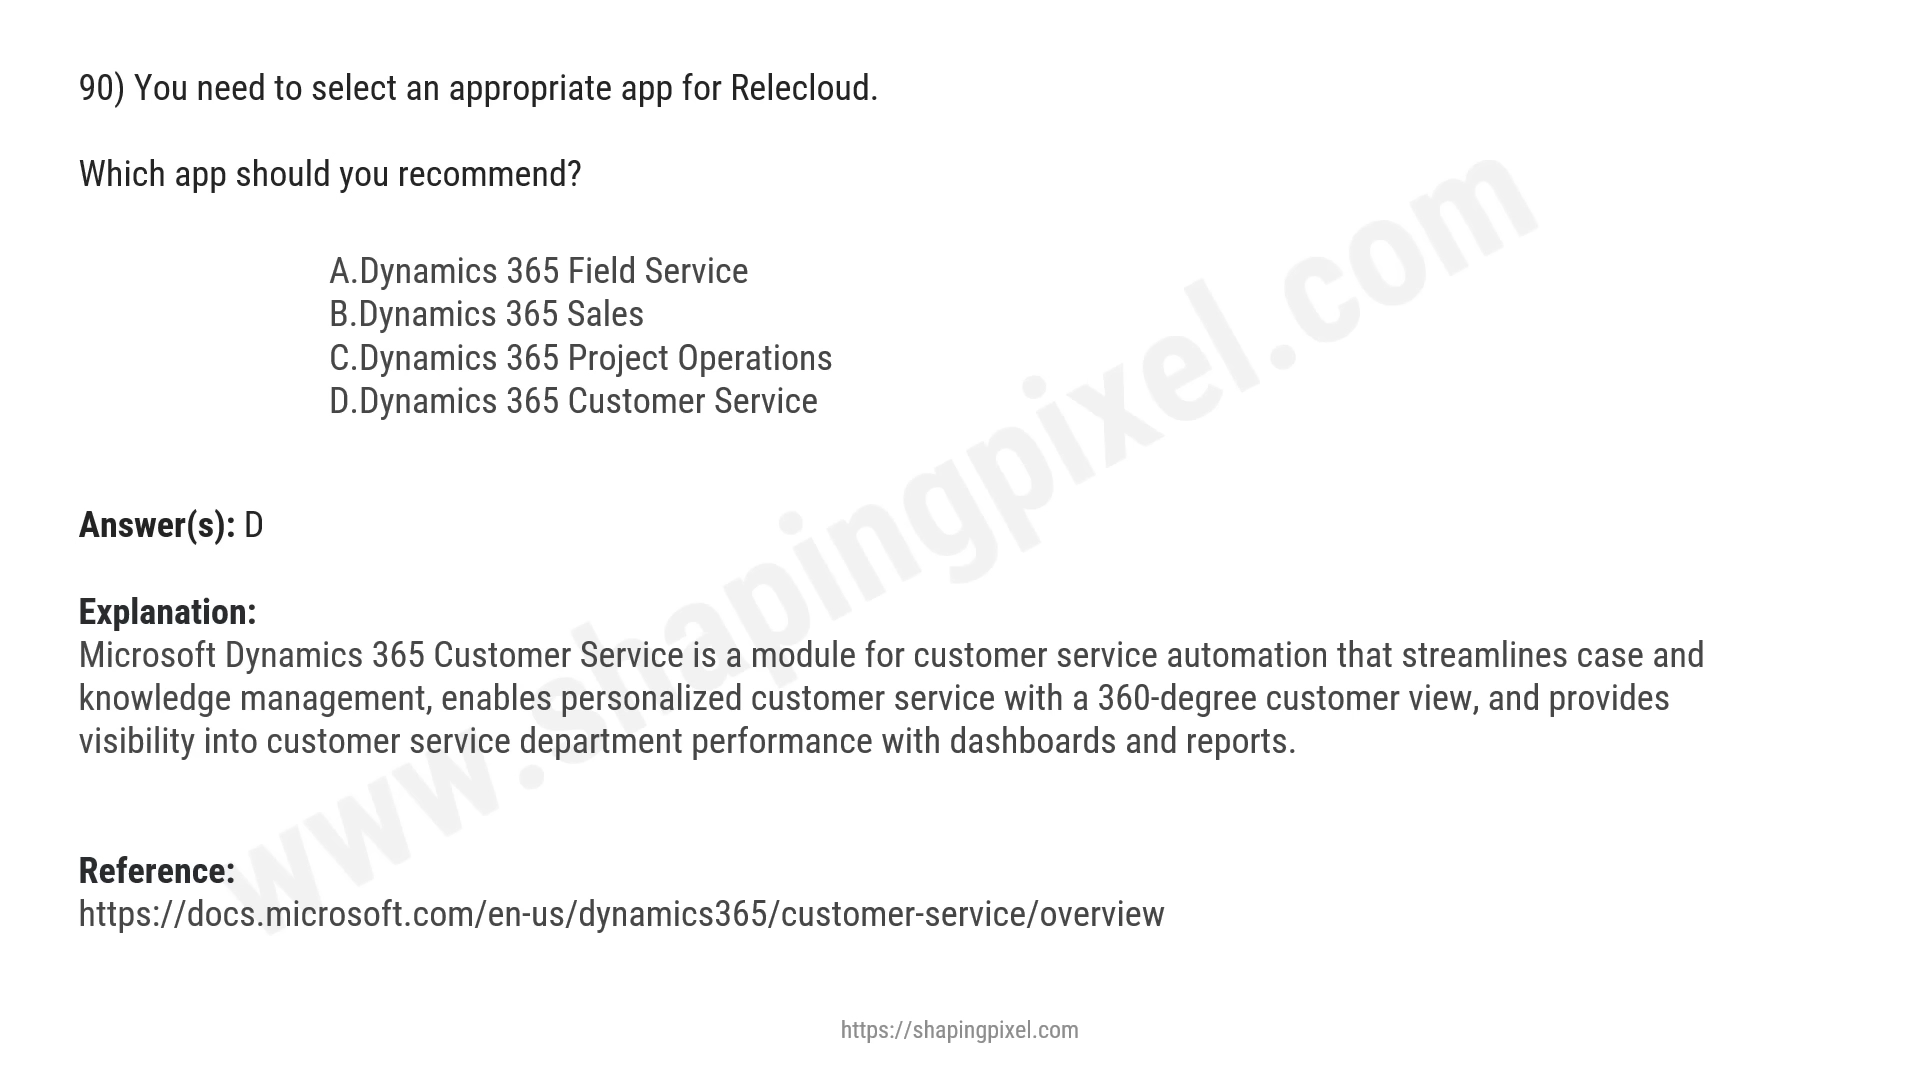 90) You need to select an appropriate app for Relecloud.
Which app should you recommend?
A.Dynamics 365 Field Service
B.Dynamics 365 Sales
C.Dynamics 365 Project Operations
D.Dynamics 365 Customer Service
Answer(s): D
Explanation:
Microsoft Dynamics 365 Customer Service is a module for customer service automation that streamlines case and
knowledge management, enables personalized customer service with a 360-degree customer view, and provides
visibility into customer service department performance with dashboards and reports.
Reference:
https://docs.microsoft.com/en-us/dynamics365/customer-service/overview
www.shapingpixel.com
https://shapingpixel.com